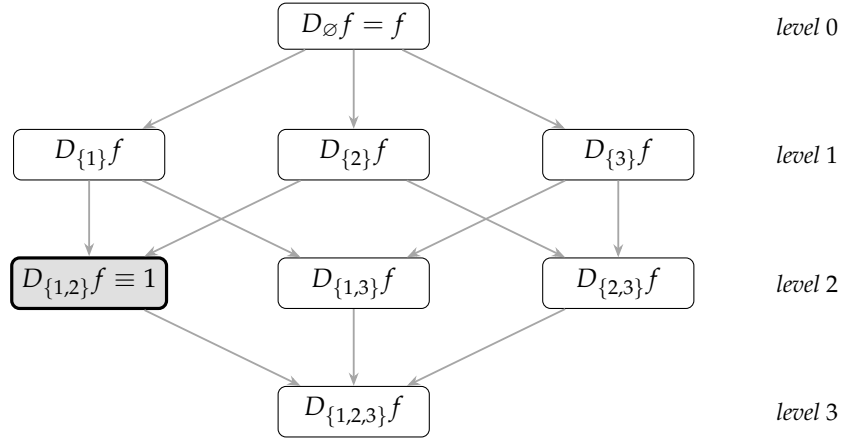 D_∅ f = f level 0
D_{1} f D_{2} f D_{3} f level 1
D_{1,2} f ≡ 1 D_{1,3} f D_{2,3} f level 2
D_{1,2,3} f level 3